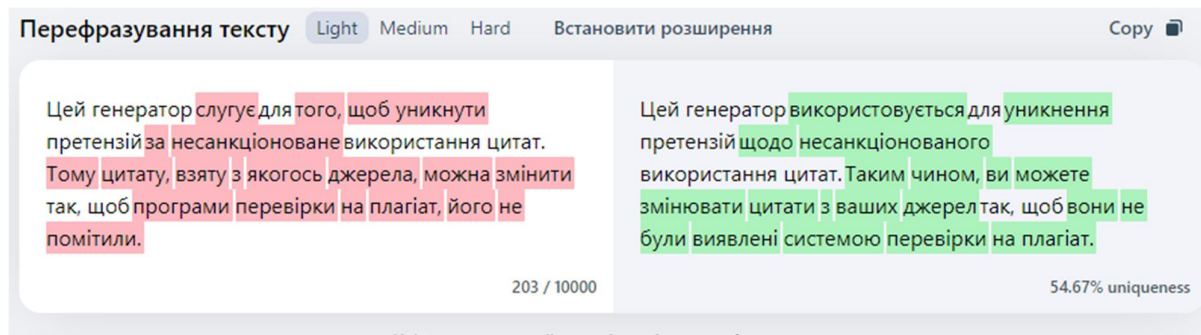 Перефразування тексту Light Medium Hard Встановити розширення Copy
Цей генератор слугує для того, щоб уникнути
претензій за несанкціоноване використання цитат.
Тому цитату, взяту з якогось джерела, можна змінити
так, щоб програми перевірки на плагіат, його не
помітили.
203 / 10000
Цей генератор використовується для уникнення
претензій щодо несанкціонованого
використання цитат. Таким чином, ви можете
змінювати цитати з ваших джерел так, щоб вони не
були виявлені системою перевірки на плагіат.
54.67% uniqueness